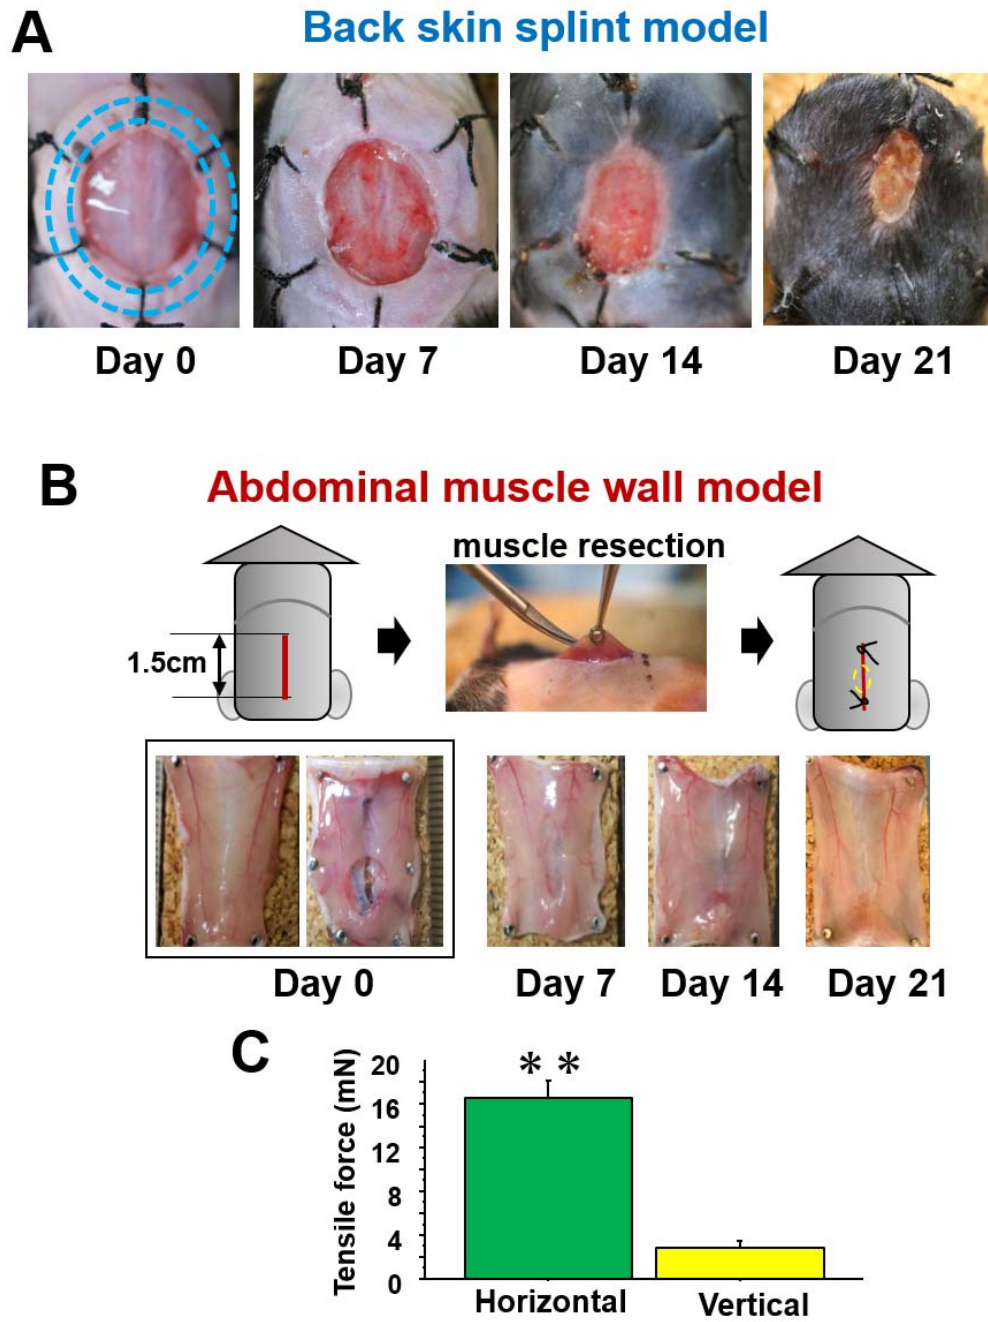 A
Back skin splint model
Day 0
Day 7
Day 14
Day 21
B
Abdominal muscle wall model
muscle resection
1.5cm
Day 0
Day 7
Day 14
Day 21
C
Tensile force (mN)
20
16
12
8
4
0
* *
Horizontal
Vertical